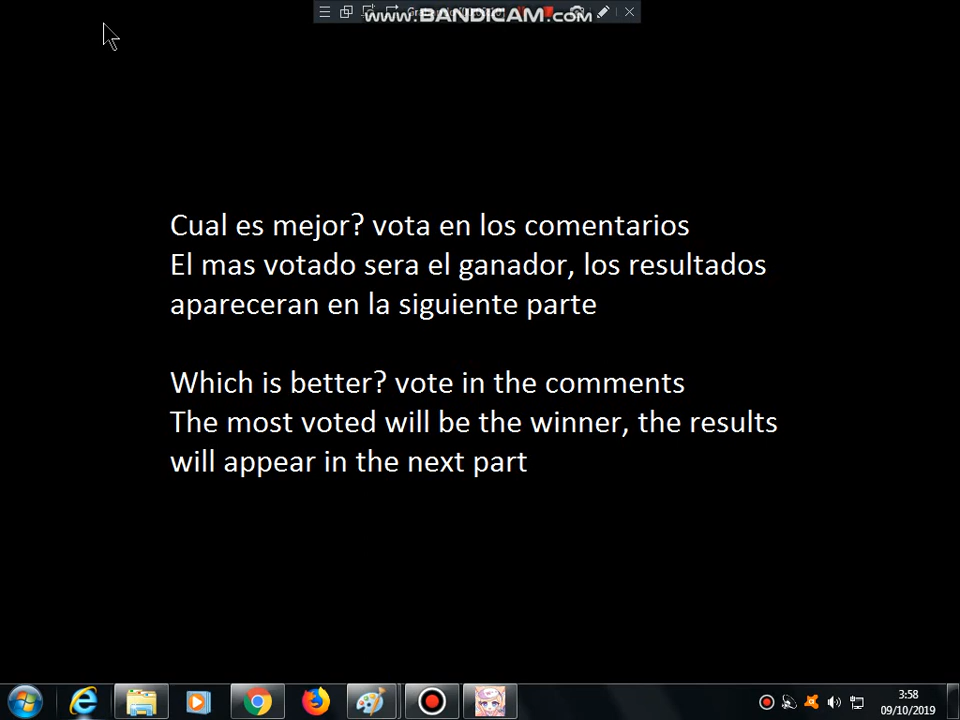 www.BANDICAM.com
Cual es mejor? vota en los comentarios
El mas votado sera el ganador, los resultados
apareceran en la siguiente parte
Which is better? vote in the comments
The most voted will be the winner, the results
will appear in the next part
3:58
09/10/2019